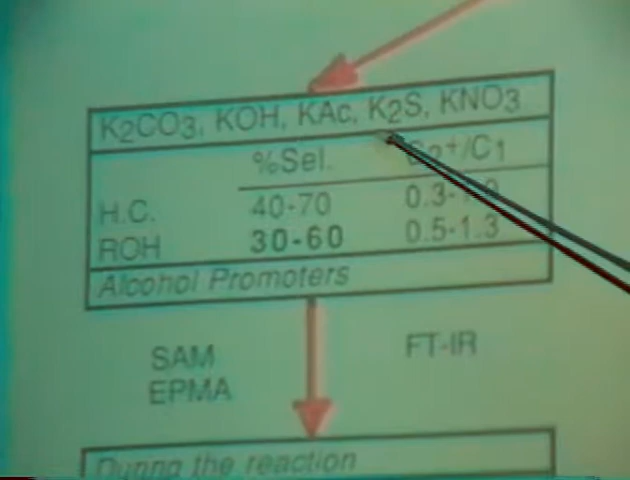 K2CO3, KOH, KAc, K2S, KNO3
%Sel. /C1
H.C. 40-70
ROH 30-60 0.5-1.3
Alcohol Promoters
SAM FT-IR
EPMA
During the reaction